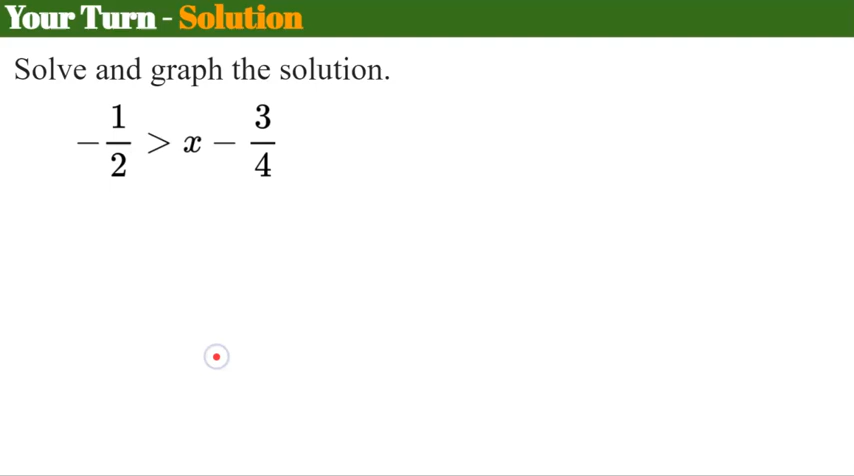 Your Turn - Solution
Solve and graph the solution.
-1/2 > x - 3/4